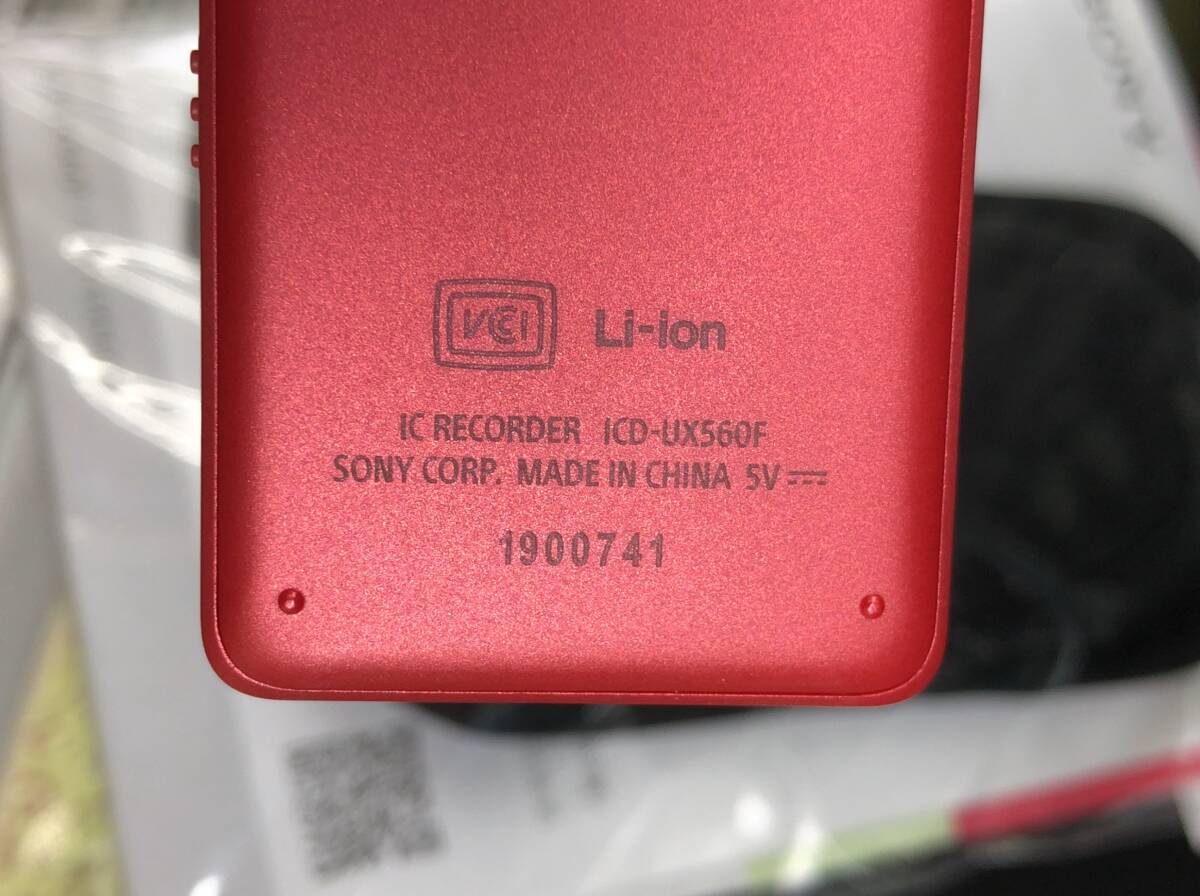 VCCI Li-ion
IC RECORDER ICD-UX560F
SONY CORP. MADE IN CHINA 5V
1900741